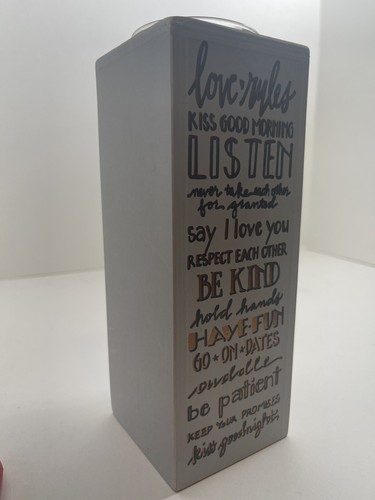 love rules
KISS GOOD MORNING
LISTEN
never take each other
for granted
say I love you
RESPECT EACH OTHER
BE KIND
hold hands
HAVE FUN
GO * ON * DATES
snuggle
be patient
KEEP YOUR PROMISES
kiss goodnight